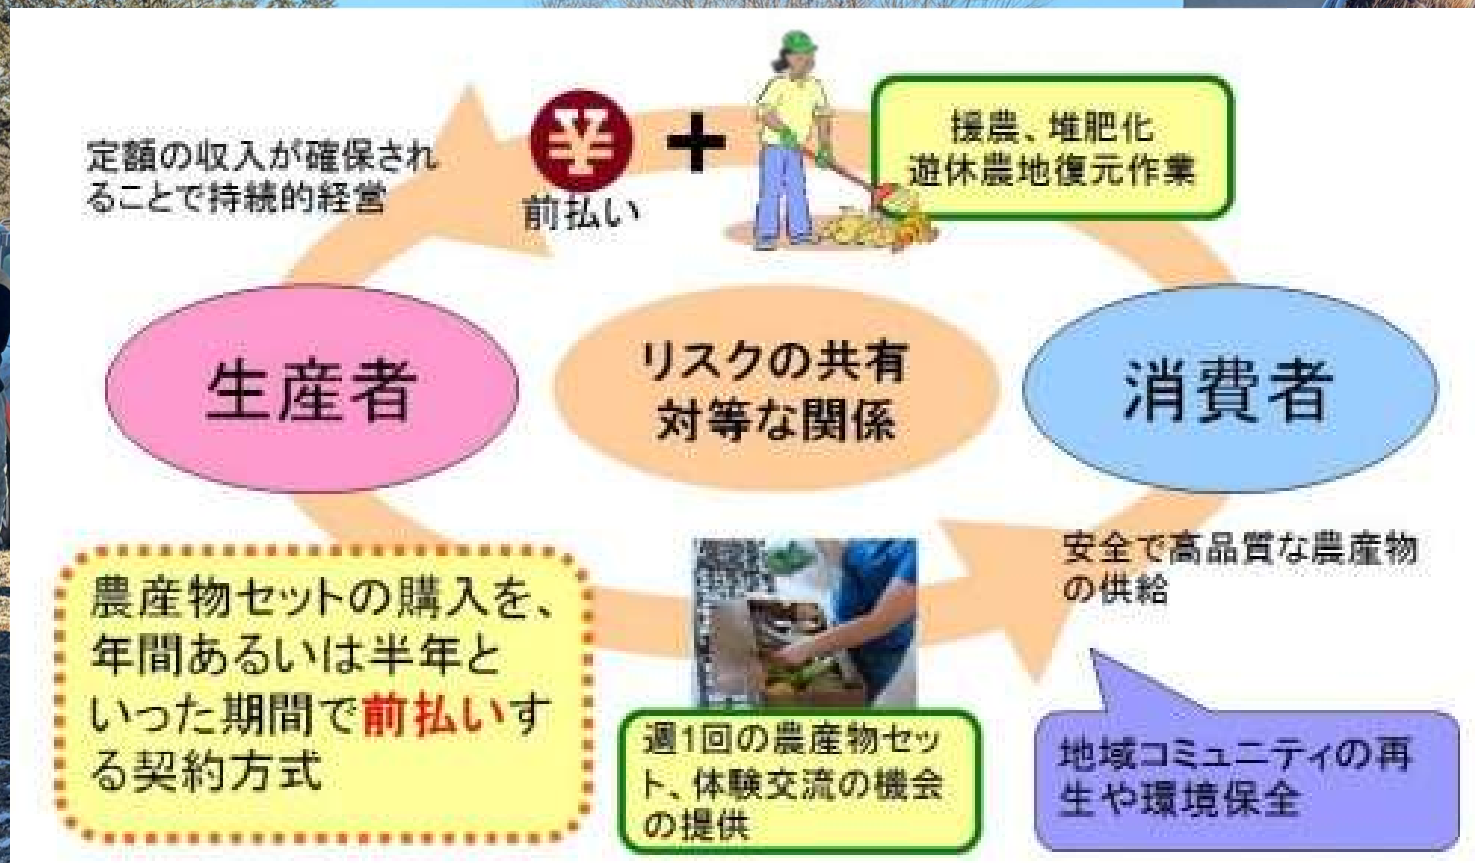 援農、堆肥化
遊休農地復元作業
定額の収入が確保され
ることで持続的経営
¥
+
前払い
生産者
リスクの共有
対等な関係
消費者
安全で高品質な農産物
の供給
農産物セットの購入を、
年間あるいは半年と
いった期間で前払いす
る契約方式
週1回の農産物セッ
ト、体験交流の機会
の提供
地域コミュニティの再
生や環境保全